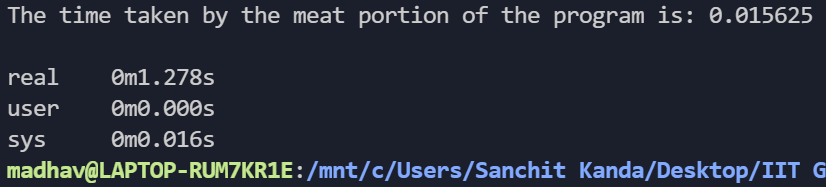 The time taken by the meat portion of the program is: 0.015625
real 0m1.278s
user 0m0.000s
sys 0m0.016s
madhav@LAPTOP-RUM7KR1E:/mnt/c/Users/Sanchit Kanda/Desktop/IIT G